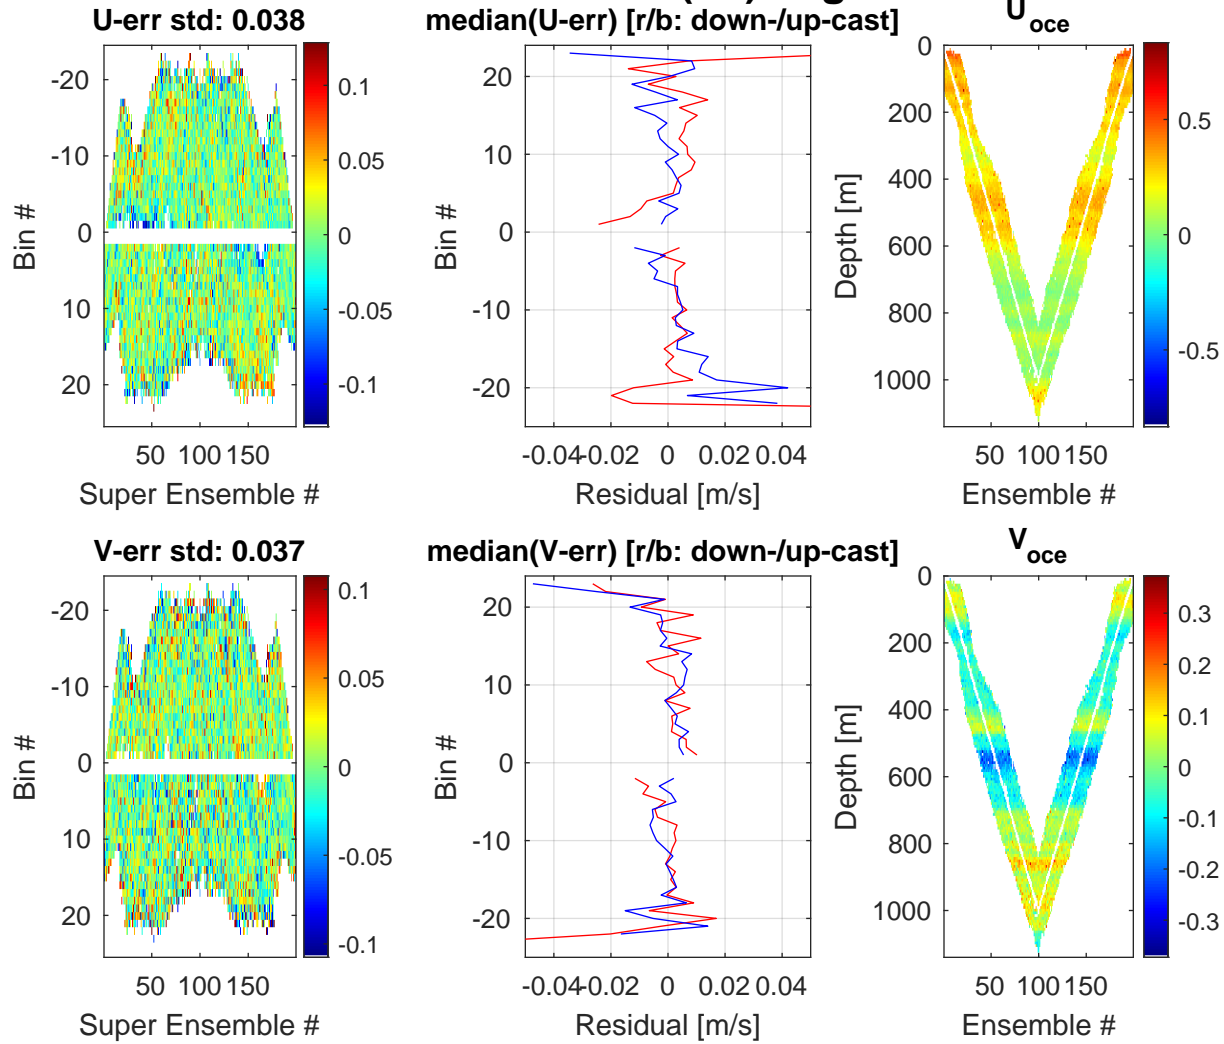 U-err std: 0.038
median(U-err) [r/b: down-/up-cast]
U_oce
-20
-10
0
10
20
Bin #
50 100 150
Super Ensemble #
0.1
0.05
0
-0.05
-0.1
20
10
0
-10
-20
Bin #
-0.04 -0.02 0 0.02 0.04
Residual [m/s]
0
200
400
600
800
1000
Depth [m]
50 100 150
Ensemble #
0.5
0
-0.5
V-err std: 0.037
median(V-err) [r/b: down-/up-cast]
V_oce
-20
-10
0
10
20
Bin #
50 100 150
Super Ensemble #
0.1
0.05
0
-0.05
-0.1
20
10
0
-10
-20
Bin #
-0.04 -0.02 0 0.02 0.04
Residual [m/s]
0
200
400
600
800
1000
Depth [m]
50 100 150
Ensemble #
0.3
0.2
0.1
0
-0.1
-0.2
-0.3